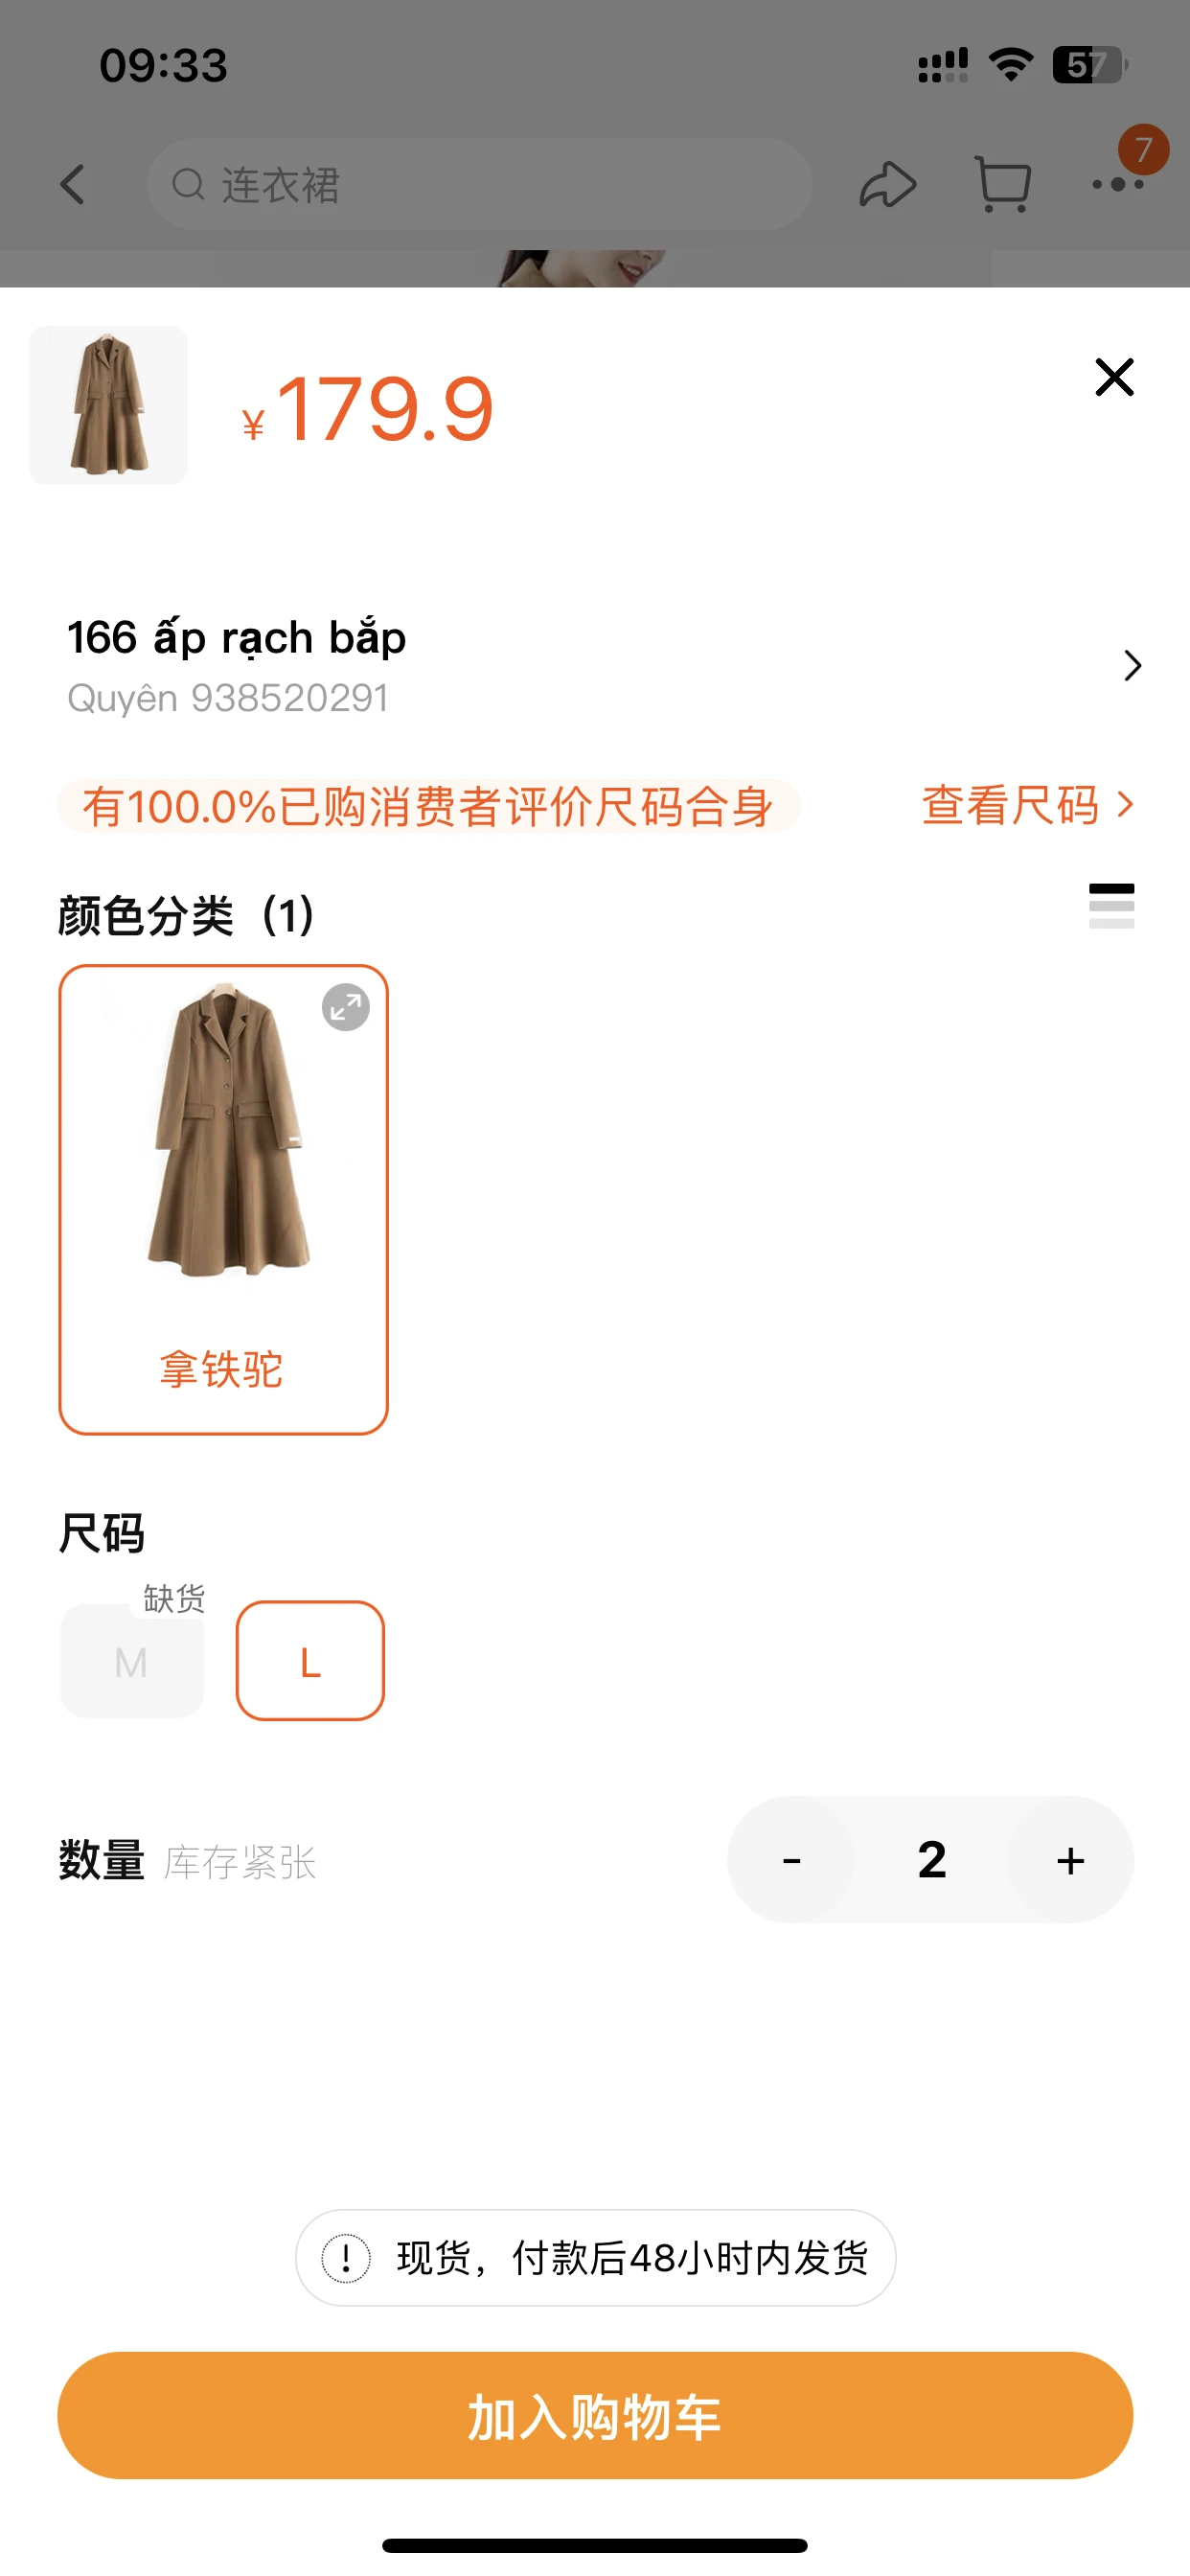 09:33
57
连衣裙
7
¥179.9
166 ấp rạch bắp
Quyên 938520291
有100.0%已购消费者评价尺码合身
查看尺码
颜色分类 (1)
拿铁驼
尺码
缺货
M
L
数量 库存紧张
- 2 +
现货，付款后48小时内发货
加入购物车